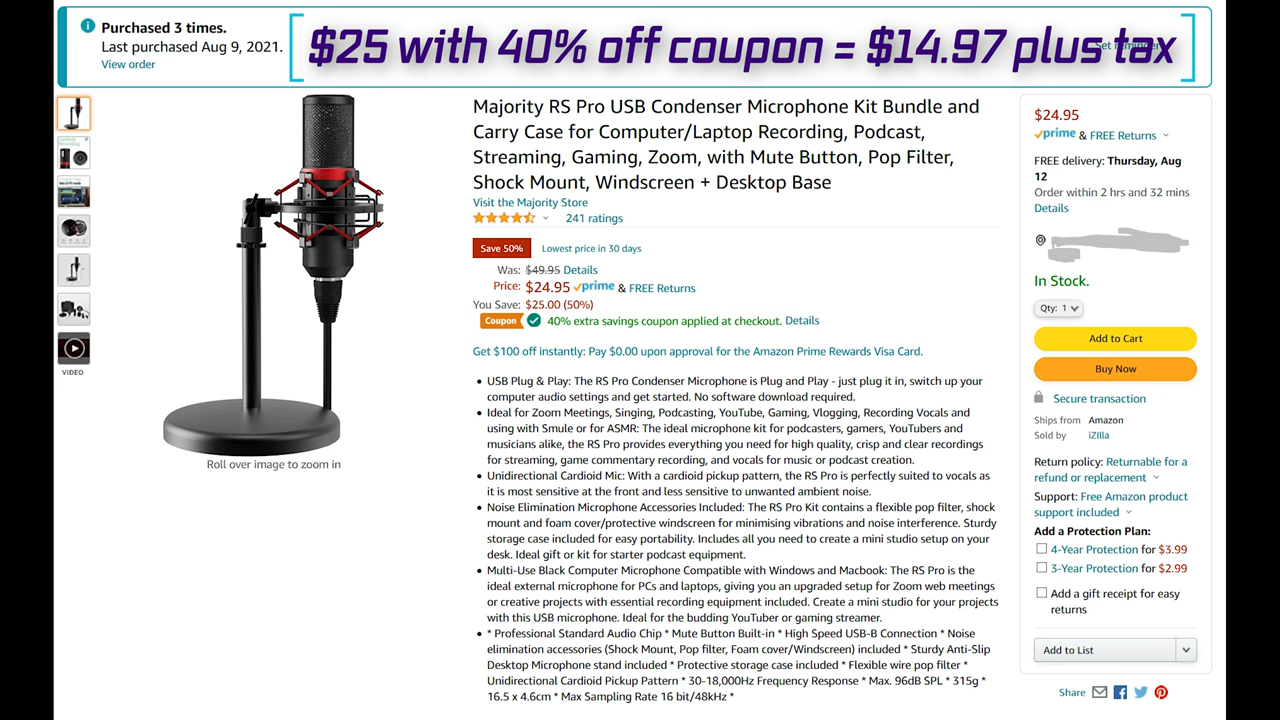 Purchased 3 times.
Last purchased Aug 9, 2021.
View order
$25 with 40% off coupon = $14.97 plus tax
VIDEO
Roll over image to zoom in
Majority RS Pro USB Condenser Microphone Kit Bundle and
Carry Case for Computer/Laptop Recording, Podcast,
Streaming, Gaming, Zoom, with Mute Button, Pop Filter,
Shock Mount, Windscreen + Desktop Base
Visit the Majority Store
241 ratings
Save 50% Lowest price in 30 days
Was: $49.95 Details
Price: $24.95 prime & FREE Returns
You Save: $25.00 (50%)
Coupon 40% extra savings coupon applied at checkout. Details
Get $100 off instantly: Pay $0.00 upon approval for the Amazon Prime Rewards Visa Card.
• USB Plug & Play: The RS Pro Condenser Microphone is Plug and Play - just plug it in, switch up your
computer audio settings and get started. No software download required.
• Ideal for Zoom Meetings, Singing, Podcasting, YouTube, Gaming, Vlogging, Recording Vocals and
using with Smule or for ASMR: The ideal microphone kit for podcasters, gamers, YouTubers and
musicians alike, the RS Pro provides everything you need for high quality, crisp and clear recordings
for streaming, game commentary recording, and vocals for music or podcast creation.
• Unidirectional Cardioid Mic: With a cardioid pickup pattern, the RS Pro is perfectly suited to vocals as
it is most sensitive at the front and less sensitive to unwanted ambient noise.
• Noise Elimination Microphone Accessories Included: The RS Pro Kit contains a flexible pop filter, shock
mount and foam cover/protective windscreen for minimising vibrations and noise interference. Sturdy
storage case included for easy portability. Includes all you need to create a mini studio setup on your
desk. Ideal gift or kit for starter podcast equipment.
• Multi-Use Black Computer Microphone Compatible with Windows and Macbook: The RS Pro is the
ideal external microphone for PCs and laptops, giving you an upgraded setup for Zoom web meetings
or creative projects with essential recording equipment included. Create a mini studio for your projects
with this USB microphone. Ideal for the budding YouTuber or gaming streamer.
• * Professional Standard Audio Chip * Mute Button Built-in * High Speed USB-B Connection * Noise
elimination accessories (Shock Mount, Pop filter, Foam cover/Windscreen) included * Sturdy Anti-Slip
Desktop Microphone stand included * Protective storage case included * Flexible wire pop filter *
Unidirectional Cardioid Pickup Pattern * 30-18,000Hz Frequency Response * Max. 96dB SPL * 315g *
16.5 x 4.6cm * Max Sampling Rate 16 bit/48kHz *
$24.95
prime & FREE Returns
FREE delivery: Thursday, Aug
12
Order within 2 hrs and 32 mins
Details
In Stock.
Qty: 1
Add to Cart
Buy Now
Secure transaction
Ships from Amazon
Sold by iZIlla
Return policy: Returnable for a
refund or replacement
Support: Free Amazon product
support included
Add a Protection Plan:
4-Year Protection for $3.99
3-Year Protection for $2.99
Add a gift receipt for easy
returns
Add to List
Share